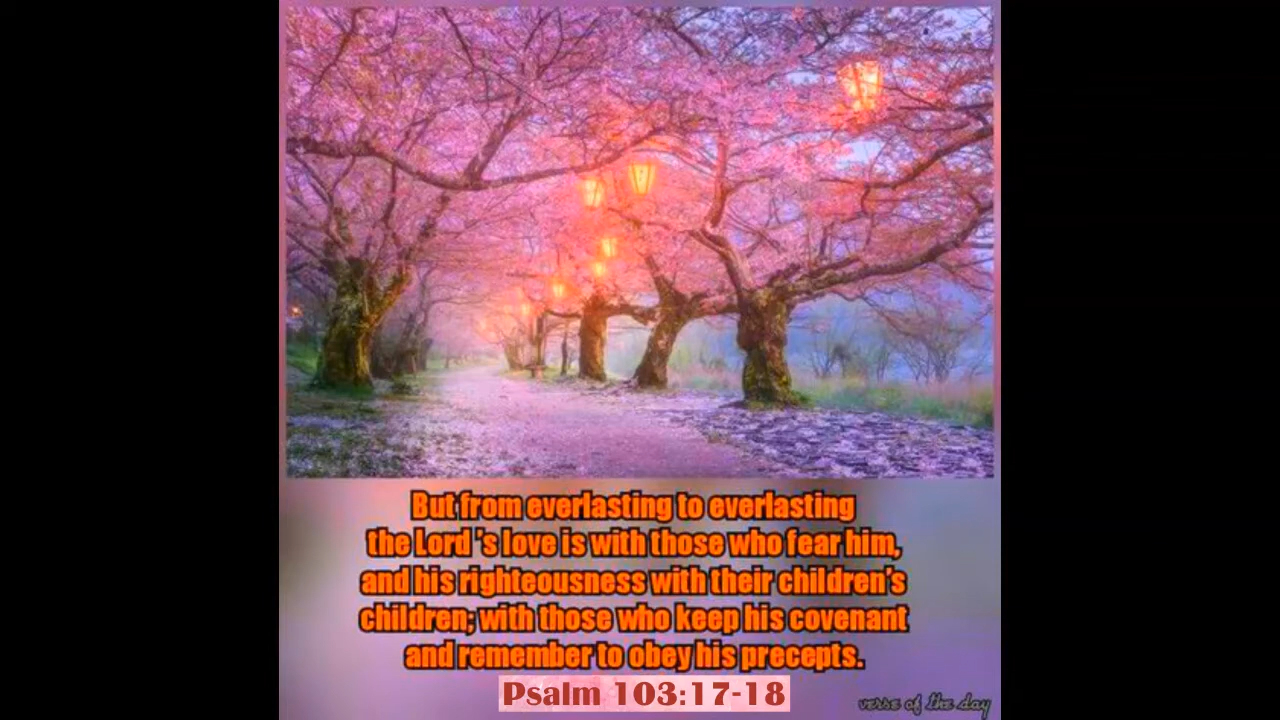 But from everlasting to everlasting
the Lord 's love is with those who fear him,
and his righteousness with their children's
children; with those who keep his covenant
and remember to obey his precepts.
Psalm 103:17-18
verse of the day